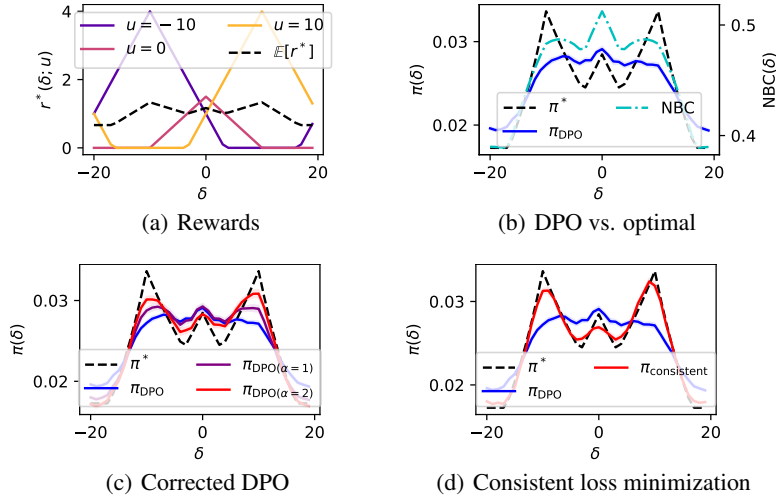 u = −10
u = 10
u = 0
𝔼[r*]
r*(δ; u)
4
2
0
−20
0
20
δ
(a) Rewards
π(δ)
0.03
0.02
π*
NBC
π_DPO
NBC(δ)
0.5
0.4
−20
0
20
δ
(b) DPO vs. optimal
π(δ)
0.03
0.02
π*
π_DPO(α=1)
π_DPO
π_DPO(α=2)
−20
0
20
δ
(c) Corrected DPO
π(δ)
0.03
0.02
π*
π_consistent
π_DPO
−20
0
20
δ
(d) Consistent loss minimization